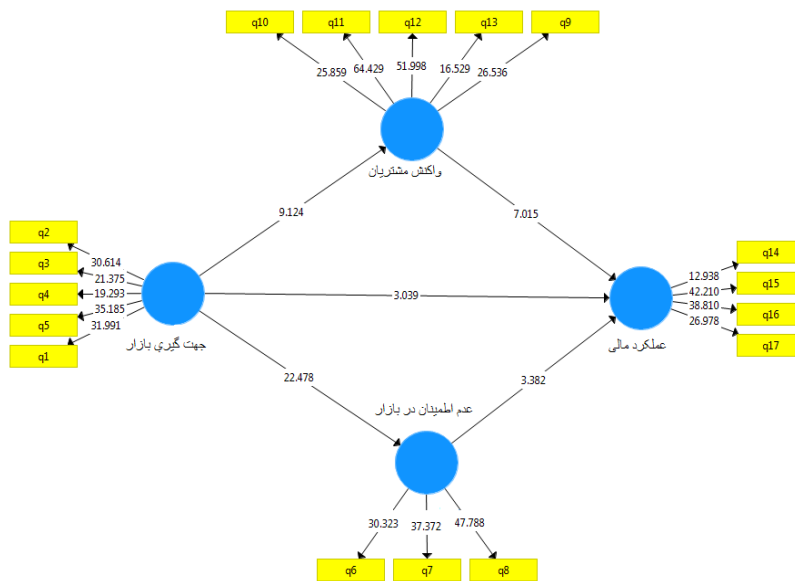 q10 q11 q12 q13 q9
25.859 64.429 51.998 16.529 26.536
واکنش مشتریان
9.124 7.015
q2
q3
q4
q5
q1
30.614
21.375
19.293
35.185
31.991
جهت گیري بازار
3.039
q14
q15
q16
q17
12.938
42.210
38.810
26.978
عملکرد مالی
22.478 3.382
عدم اطمینان در بازار
30.323 37.372 47.788
q6 q7 q8